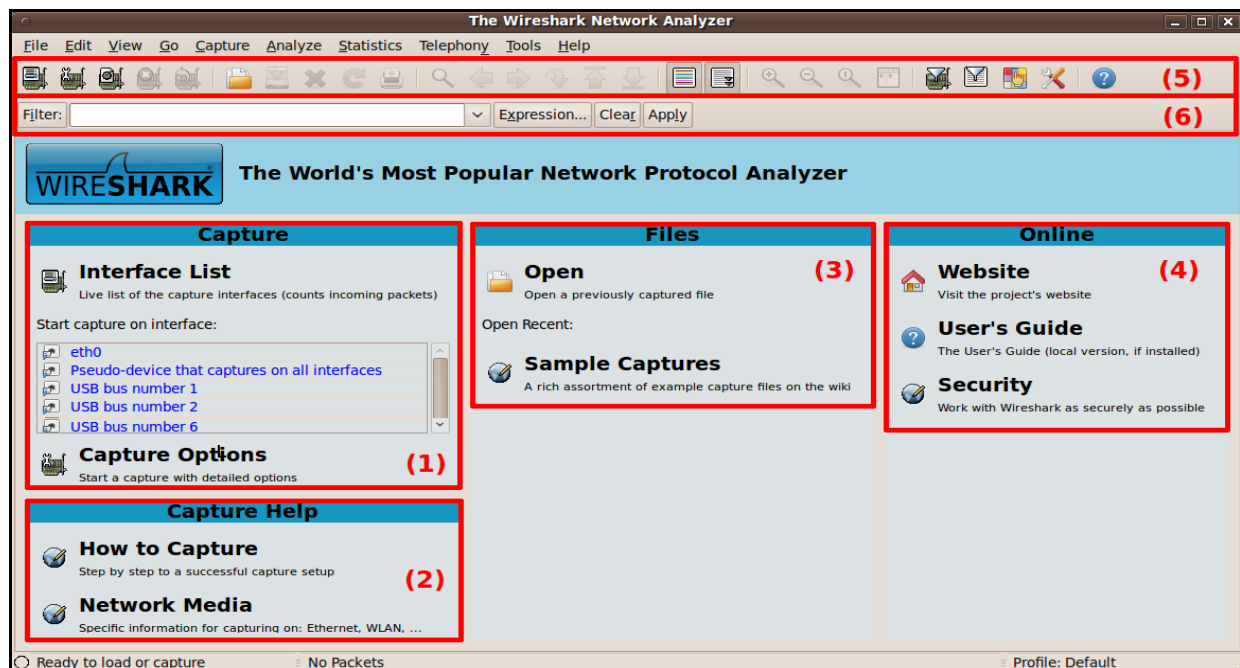 The Wireshark Network Analyzer
File Edit View Go Capture Analyze Statistics Telephony Tools Help
(5)
Filter: Expression... Clear Apply
(6)
WIRESHARK
The World's Most Popular Network Protocol Analyzer
Capture
Interface List
Live list of the capture interfaces (counts incoming packets)
Start capture on interface:
eth0
Pseudo-device that captures on all interfaces
USB bus number 1
USB bus number 2
USB bus number 6
Capture Options
Start a capture with detailed options
(1)
Capture Help
How to Capture
Step by step to a successful capture setup
(2)
Network Media
Specific information for capturing on: Ethernet, WLAN, ...
Files
Open
(3)
Open a previously captured file
Open Recent:
Sample Captures
A rich assortment of example capture files on the wiki
Online
Website
(4)
Visit the project's website
User's Guide
The User's Guide (local version, if installed)
Security
Work with Wireshark as securely as possible
Ready to load or capture
No Packets
Profile: Default